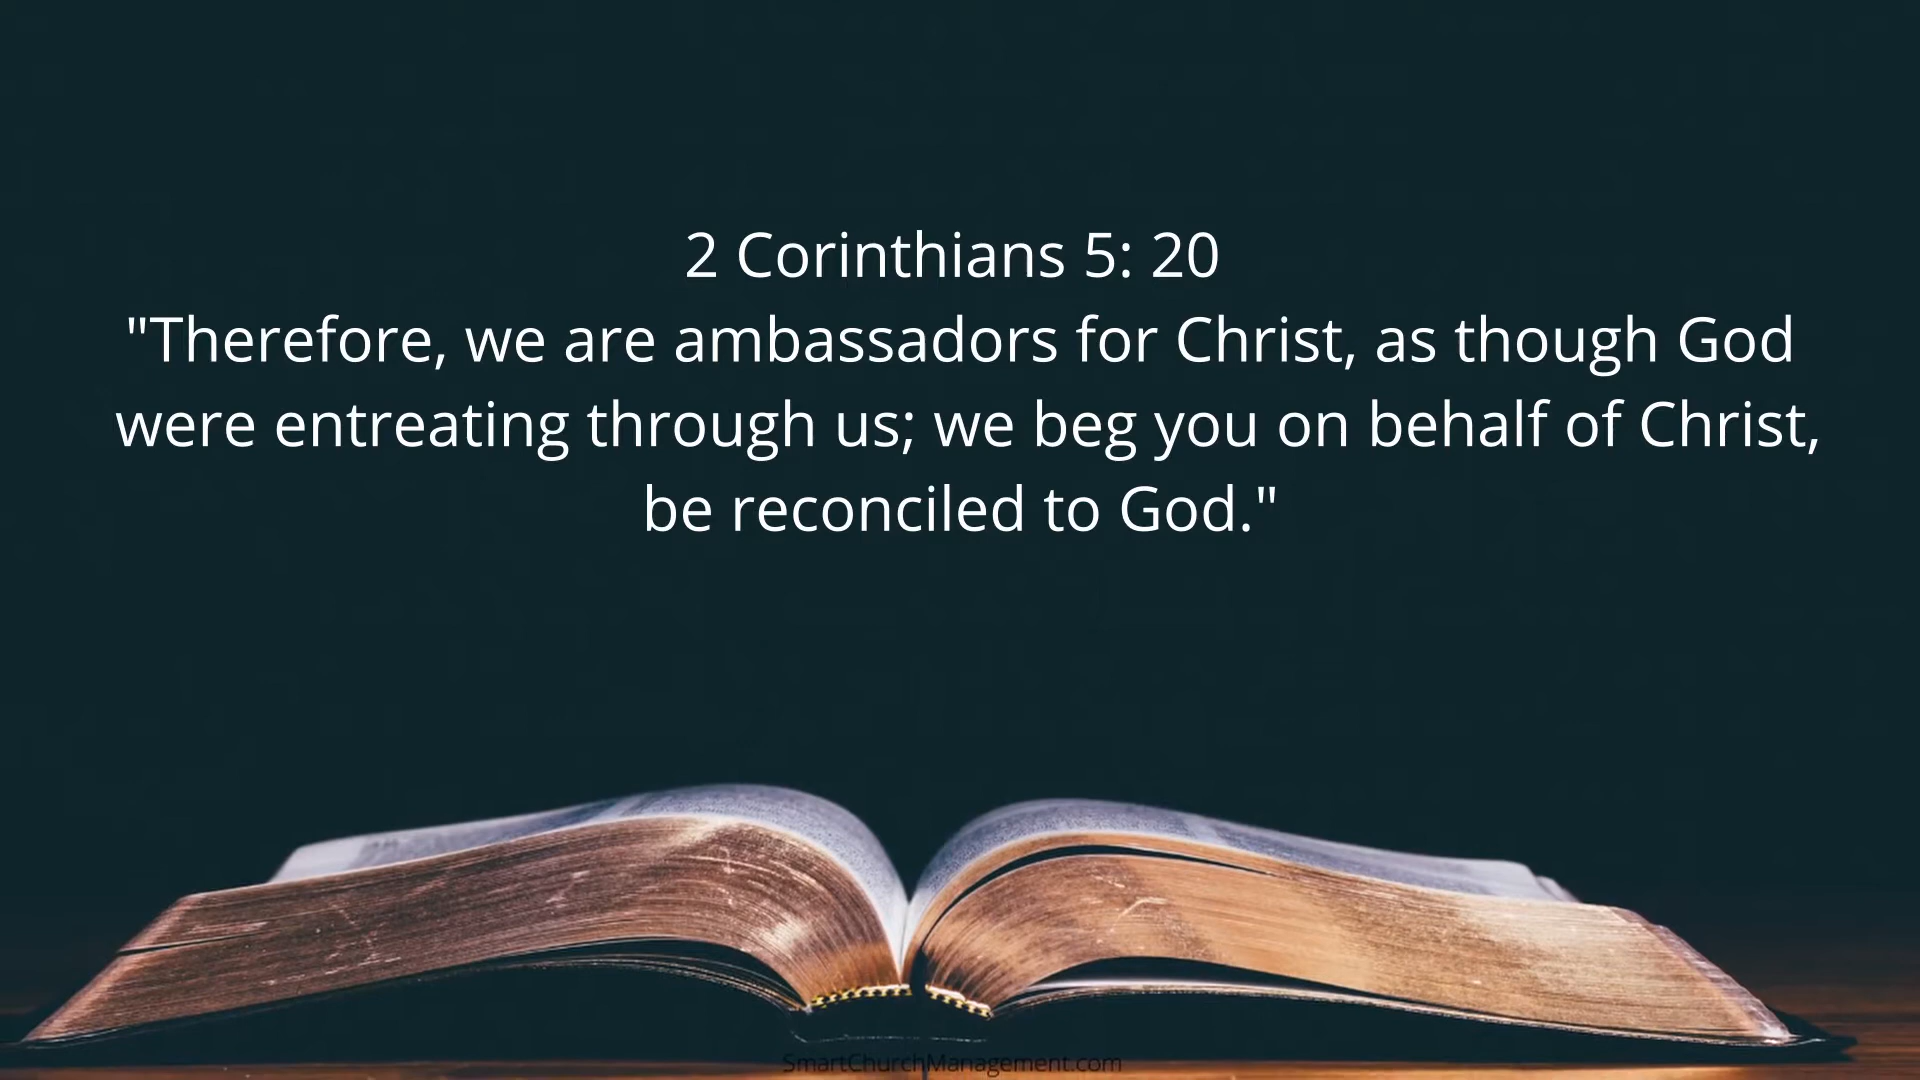 2 Corinthians 5: 20
"Therefore, we are ambassadors for Christ, as though God
were entreating through us; we beg you on behalf of Christ,
be reconciled to God."
SmartChurchManagement.com